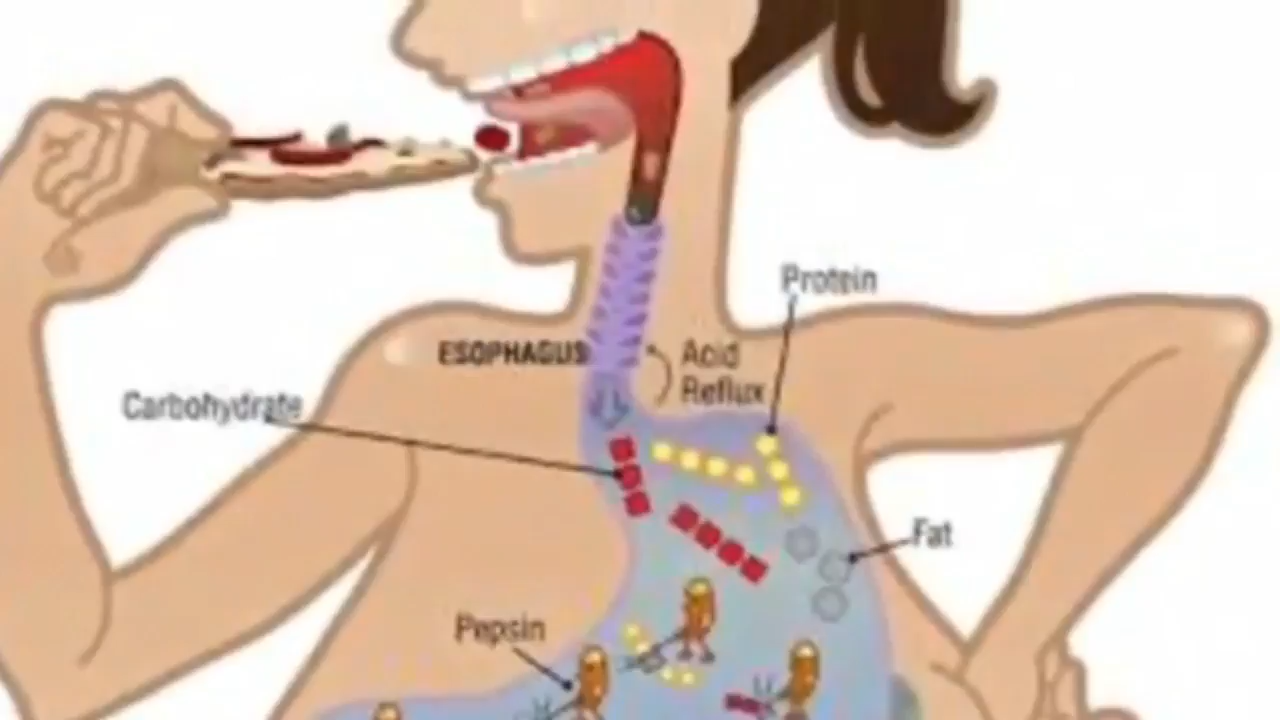 Protein
ESOPHAGUS
Acid
Reflux
Carbohydrate
Fat
Pepsin